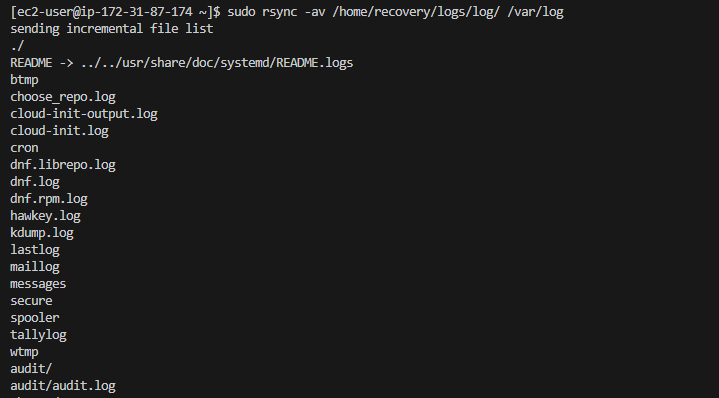 [ec2-user@ip-172-31-87-174 ~]$ sudo rsync -av /home/recovery/logs/log/ /var/log
sending incremental file list
./
README -> ../../usr/share/doc/systemd/README.logs
btmp
choose_repo.log
cloud-init-output.log
cloud-init.log
cron
dnf.librepo.log
dnf.log
dnf.rpm.log
hawkey.log
kdump.log
lastlog
maillog
messages
secure
spooler
tallylog
wtmp
audit/
audit/audit.log